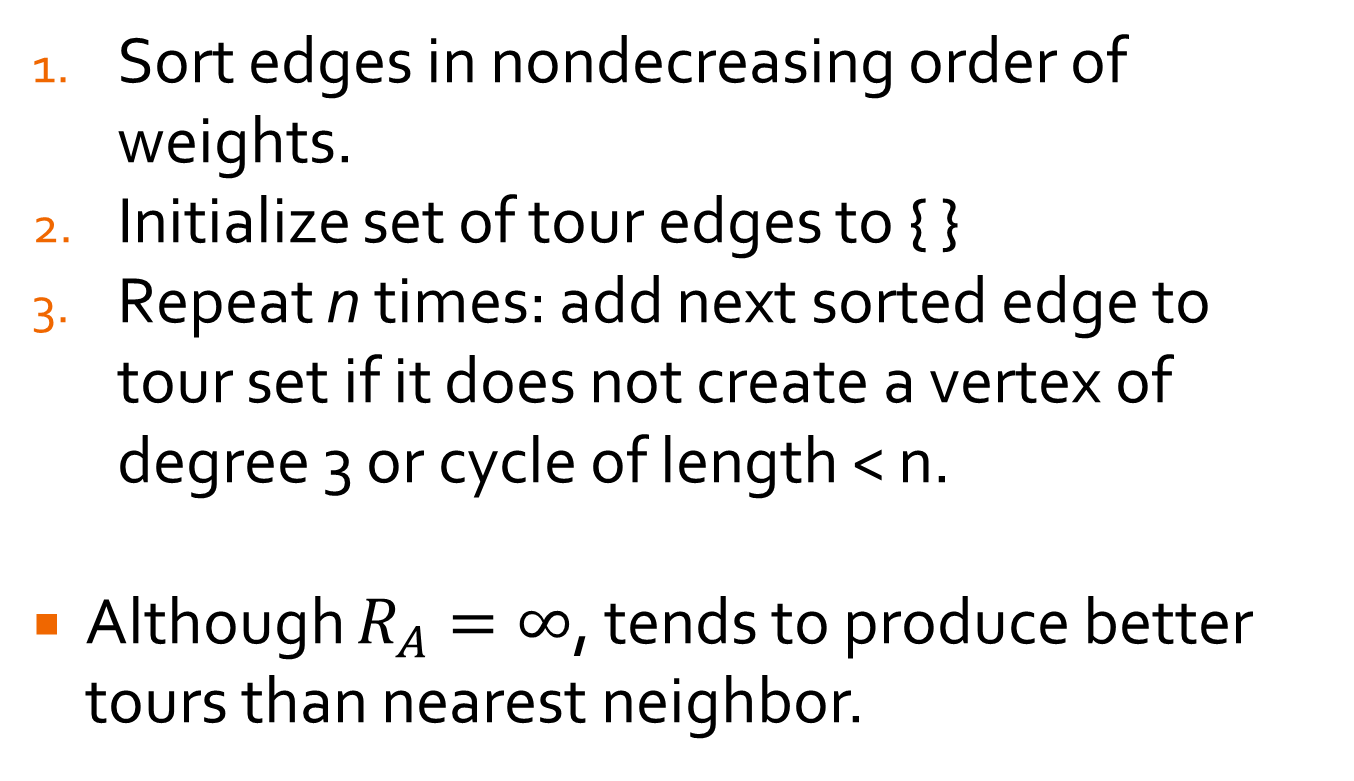 1. Sort edges in nondecreasing order of
weights.
2. Initialize set of tour edges to { }
3. Repeat n times: add next sorted edge to
tour set if it does not create a vertex of
degree 3 or cycle of length < n.
▪ Although R_A = ∞, tends to produce better
tours than nearest neighbor.